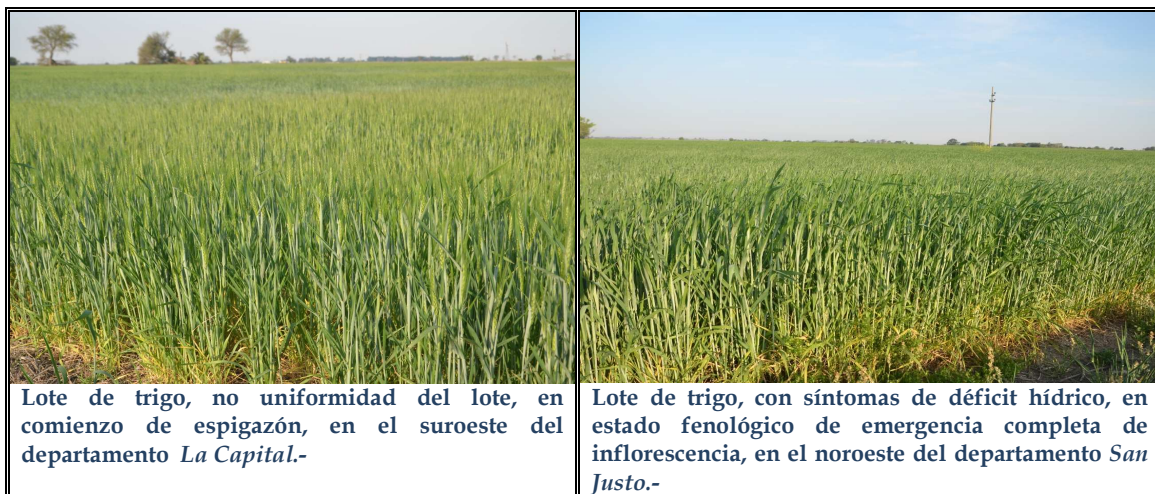 Lote de trigo, no uniformidad del lote, en
comienzo de espigazón, en el suroeste del
departamento La Capital.-
Lote de trigo, con síntomas de déficit hídrico, en
estado fenológico de emergencia completa de
inflorescencia, en el noroeste del departamento San
Justo.-